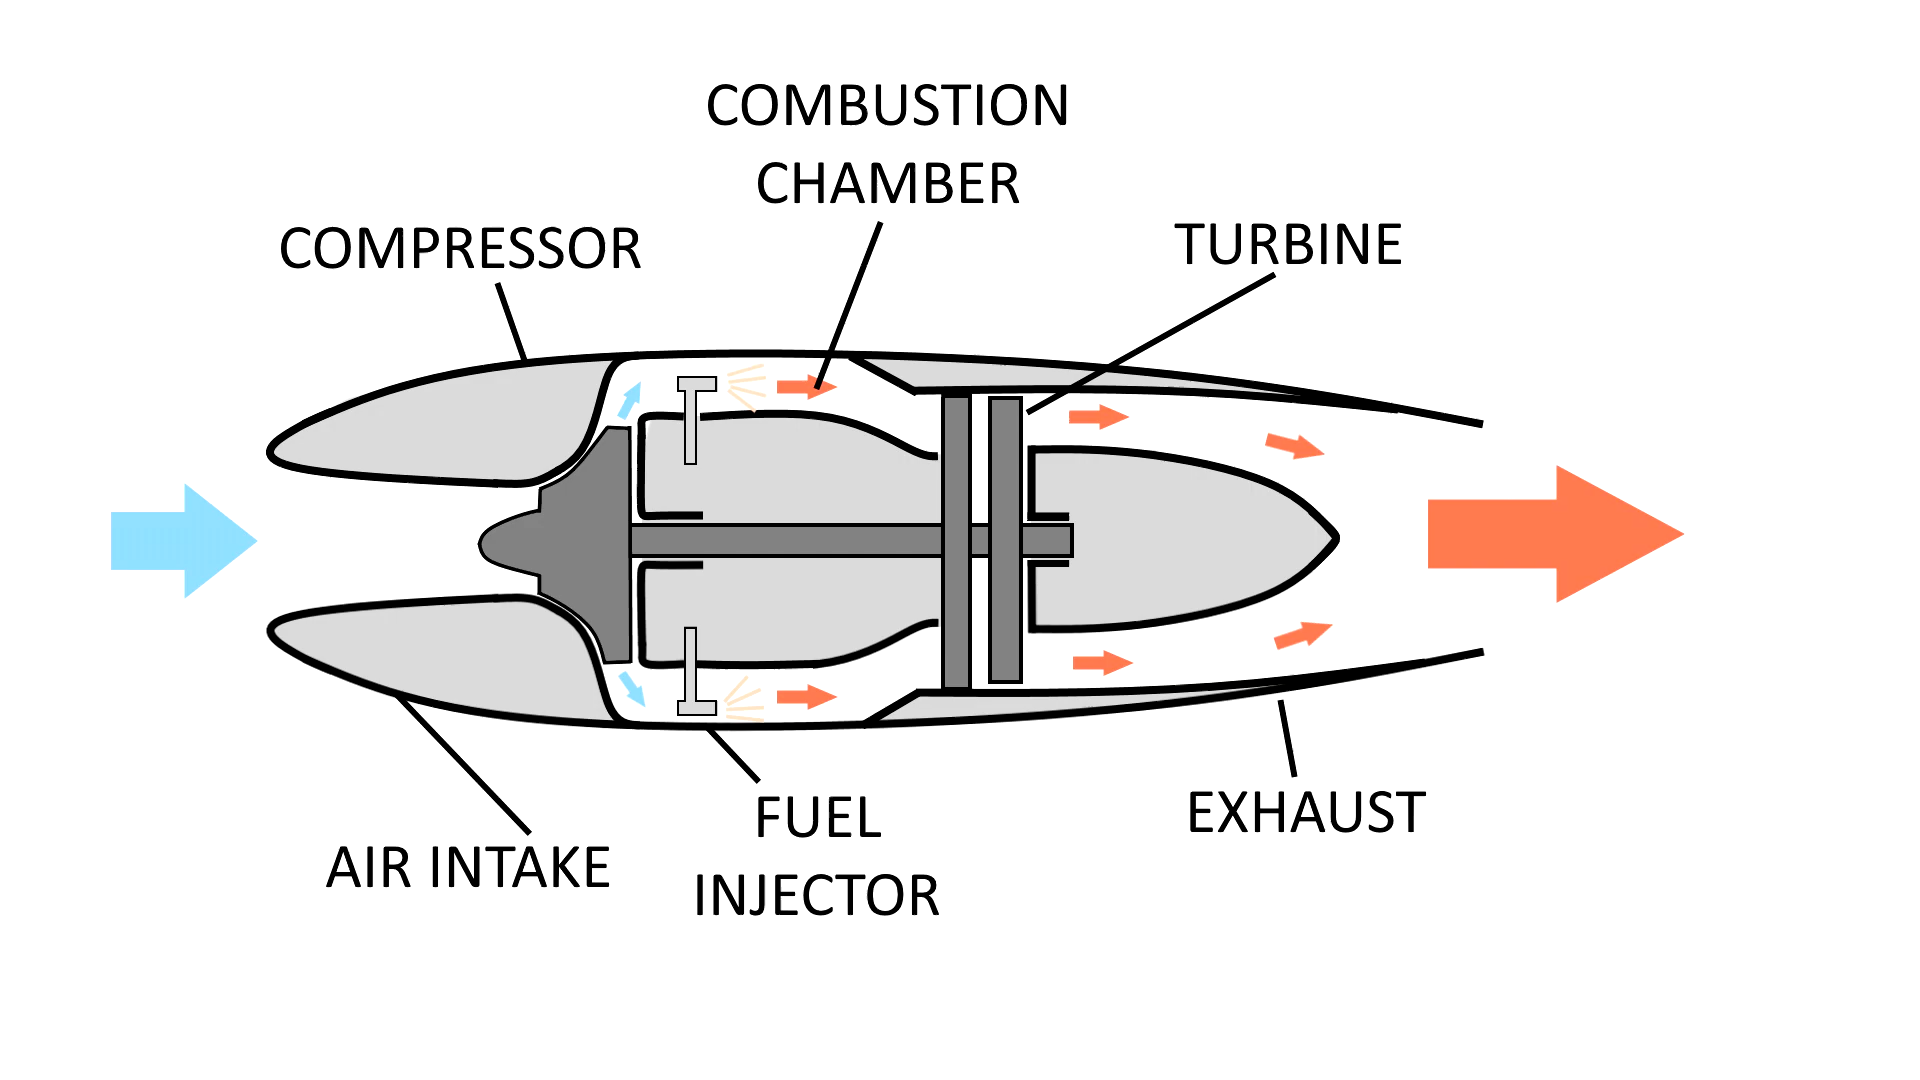 COMBUSTION
CHAMBER
COMPRESSOR
TURBINE
AIR INTAKE
FUEL
INJECTOR
EXHAUST